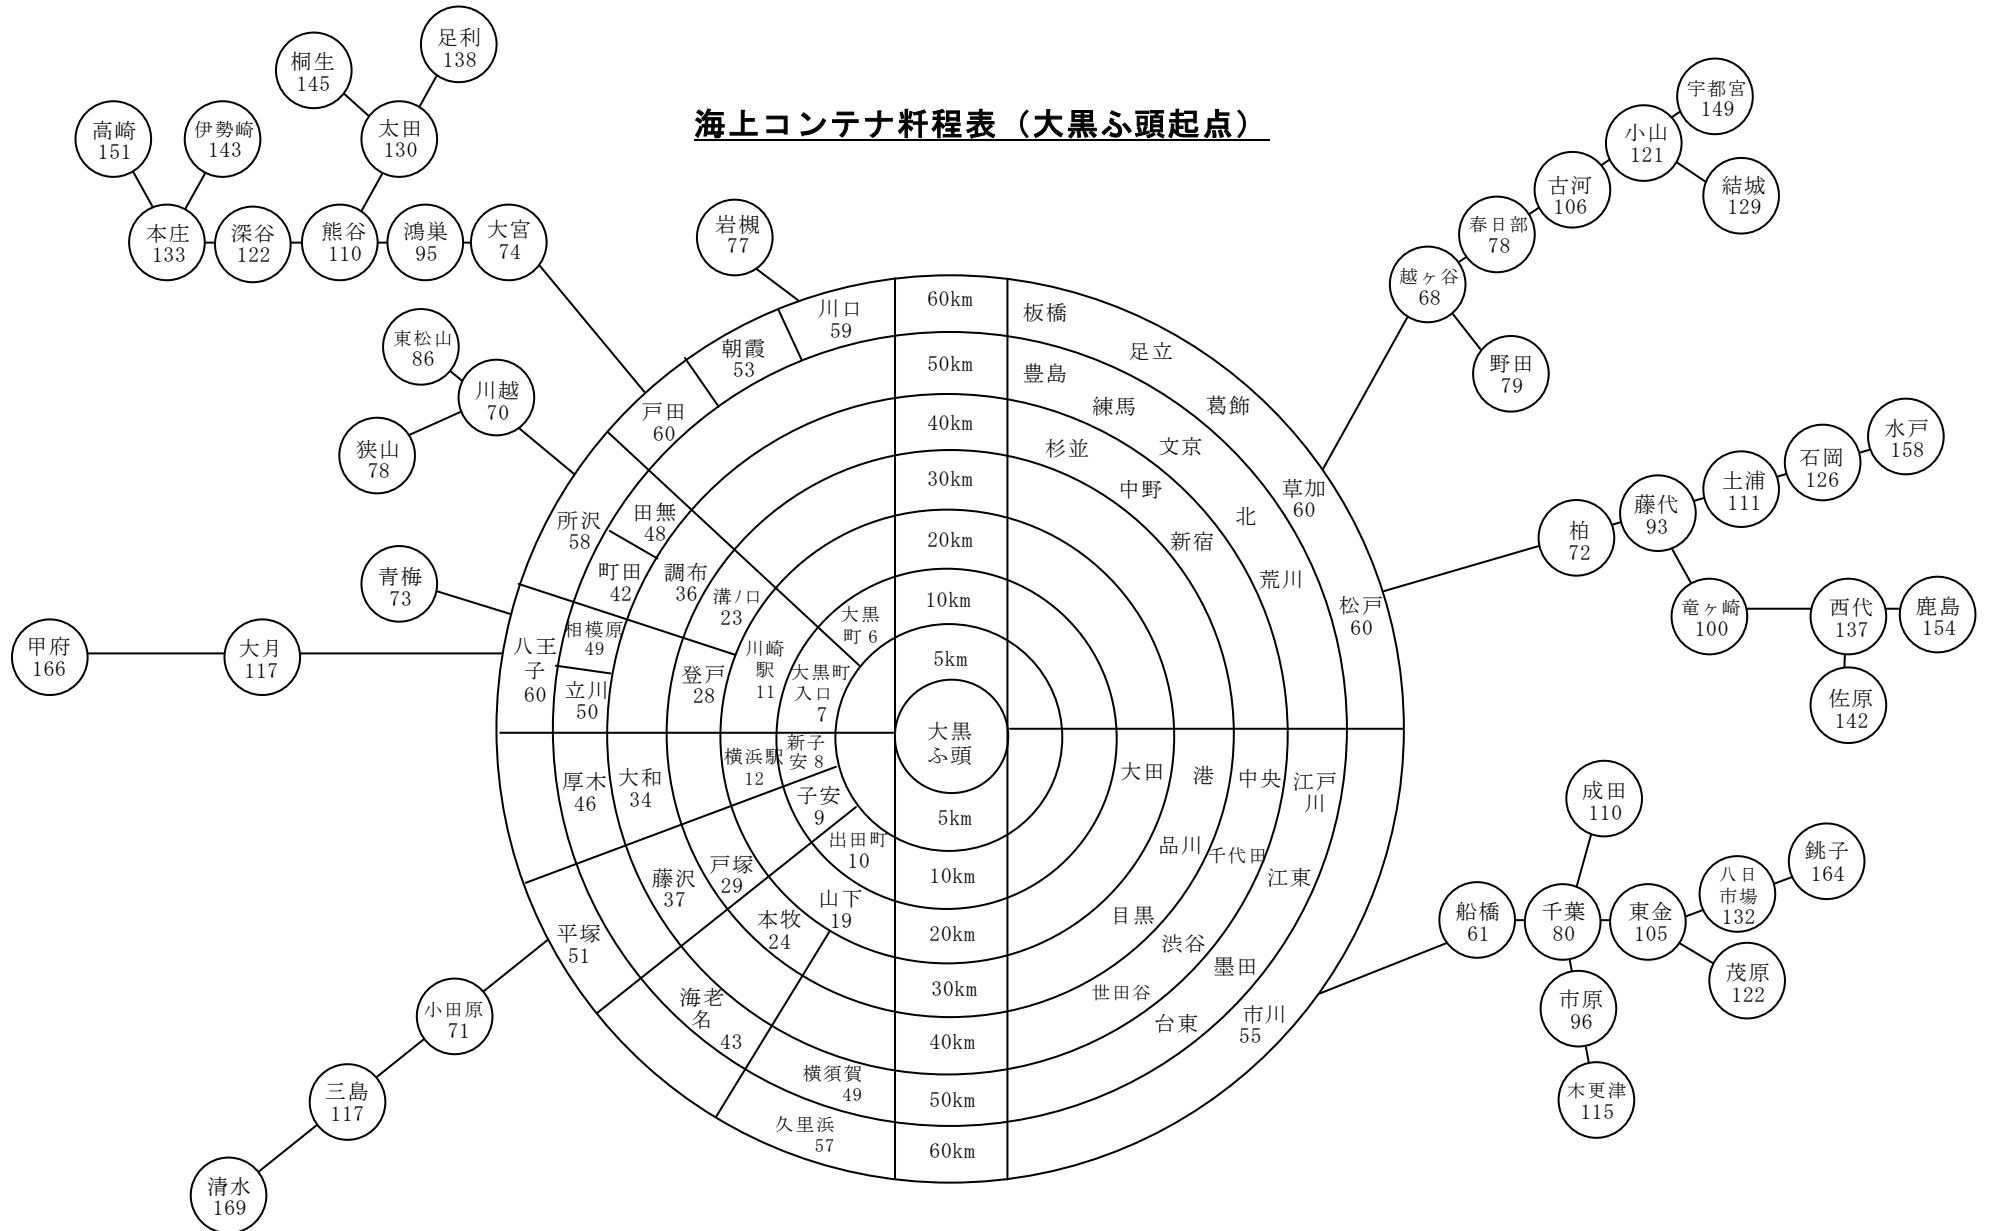 海上コンテナ粁程表（大黒ふ頭起点）
足利
138
桐生
145
高崎
151
伊勢崎
143
太田
130
本庄
133
深谷
122
熊谷
110
鴻巣
95
大宮
74
岩槻
77
東松山
86
川越
70
狭山
78
青梅
73
甲府
166
大月
117
小田原
71
三島
117
清水
169
川口
59
朝霞
53
戸田
60
所沢
58
田無
48
町田
42
調布
36
溝ノ口
23
大黒
町 6
八王
子
60
相模原
49
立川
50
登戸
28
川崎
駅
11
大黒町
入口
7
厚木
46
大和
34
横浜駅
12
新子
安 8
子安
9
出田町
10
平塚
51
藤沢
37
戸塚
29
本牧
24
山下
19
海老
名
43
横須賀
49
久里浜
57
60km
50km
40km
30km
20km
10km
5km
大黒
ふ頭
5km
10km
20km
30km
40km
50km
60km
板橋
足立
豊島
練馬
葛飾
文京
杉並
中野
草加
60
北
新宿
荒川
松戸
60
大田
港
中央
江戸
川
品川
千代田
江東
目黒
渋谷
墨田
世田谷
台東
市川
55
宇都宮
149
小山
121
古河
106
結城
129
春日部
78
越ヶ谷
68
野田
79
水戸
158
石岡
126
土浦
111
藤代
93
柏
72
竜ヶ崎
100
西代
137
鹿島
154
佐原
142
成田
110
銚子
164
八日
市場
132
船橋
61
千葉
80
東金
105
茂原
122
市原
96
木更津
115